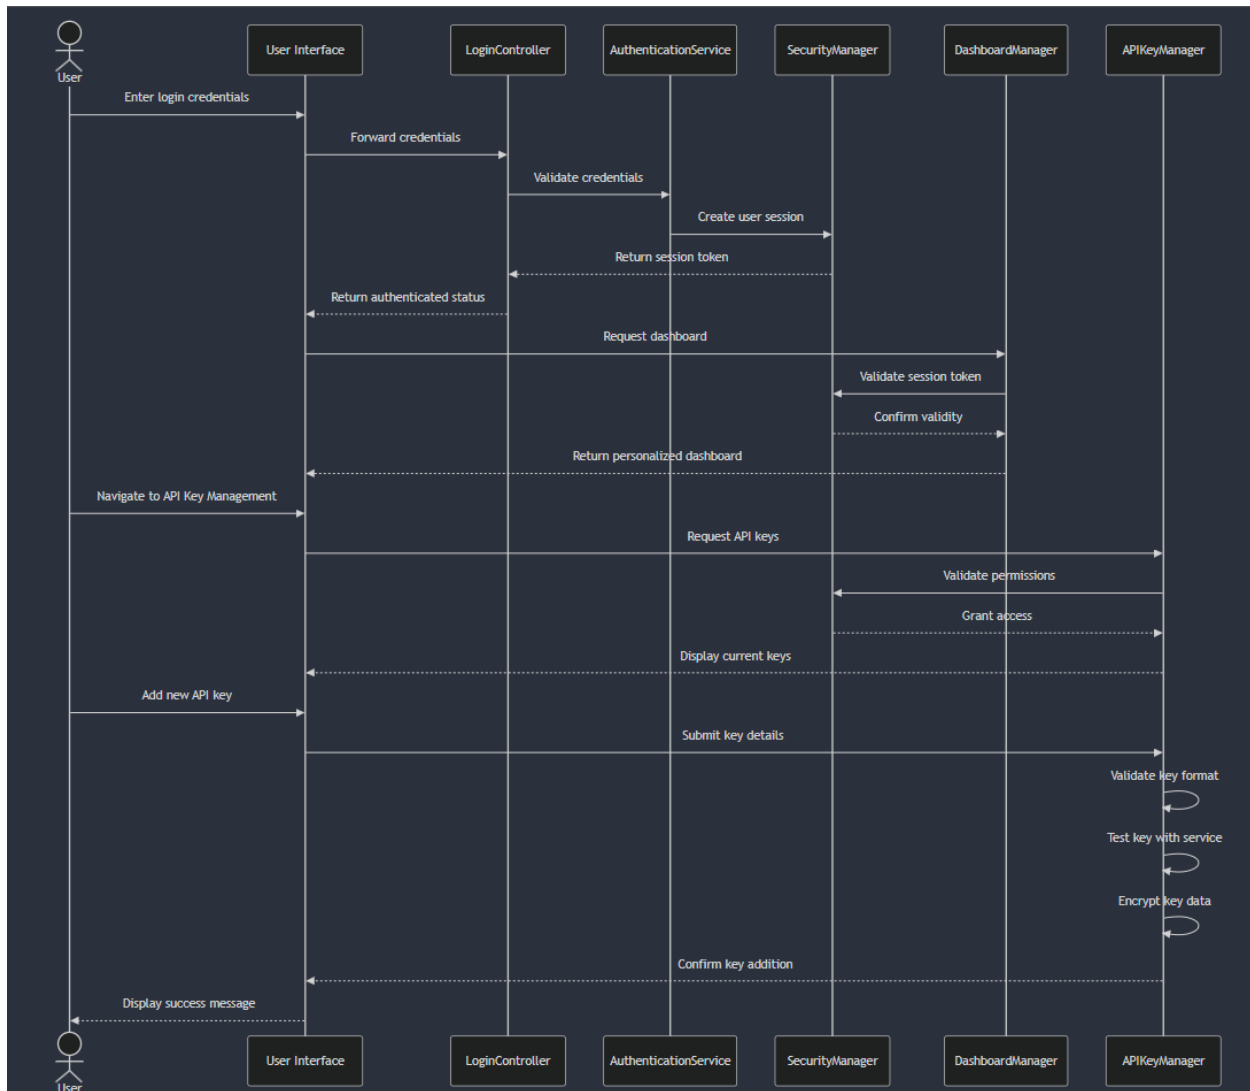 User
User Interface
LoginController
AuthenticationService
SecurityManager
DashboardManager
APIKeyManager
Enter login credentials
Forward credentials
Validate credentials
Create user session
Return session token
Return authenticated status
Request dashboard
Validate session token
Confirm validity
Return personalized dashboard
Navigate to API Key Management
Request API keys
Validate permissions
Grant access
Display current keys
Add new API key
Submit key details
Validate key format
Test key with service
Encrypt key data
Confirm key addition
Display success message
User
User Interface
LoginController
AuthenticationService
SecurityManager
DashboardManager
APIKeyManager